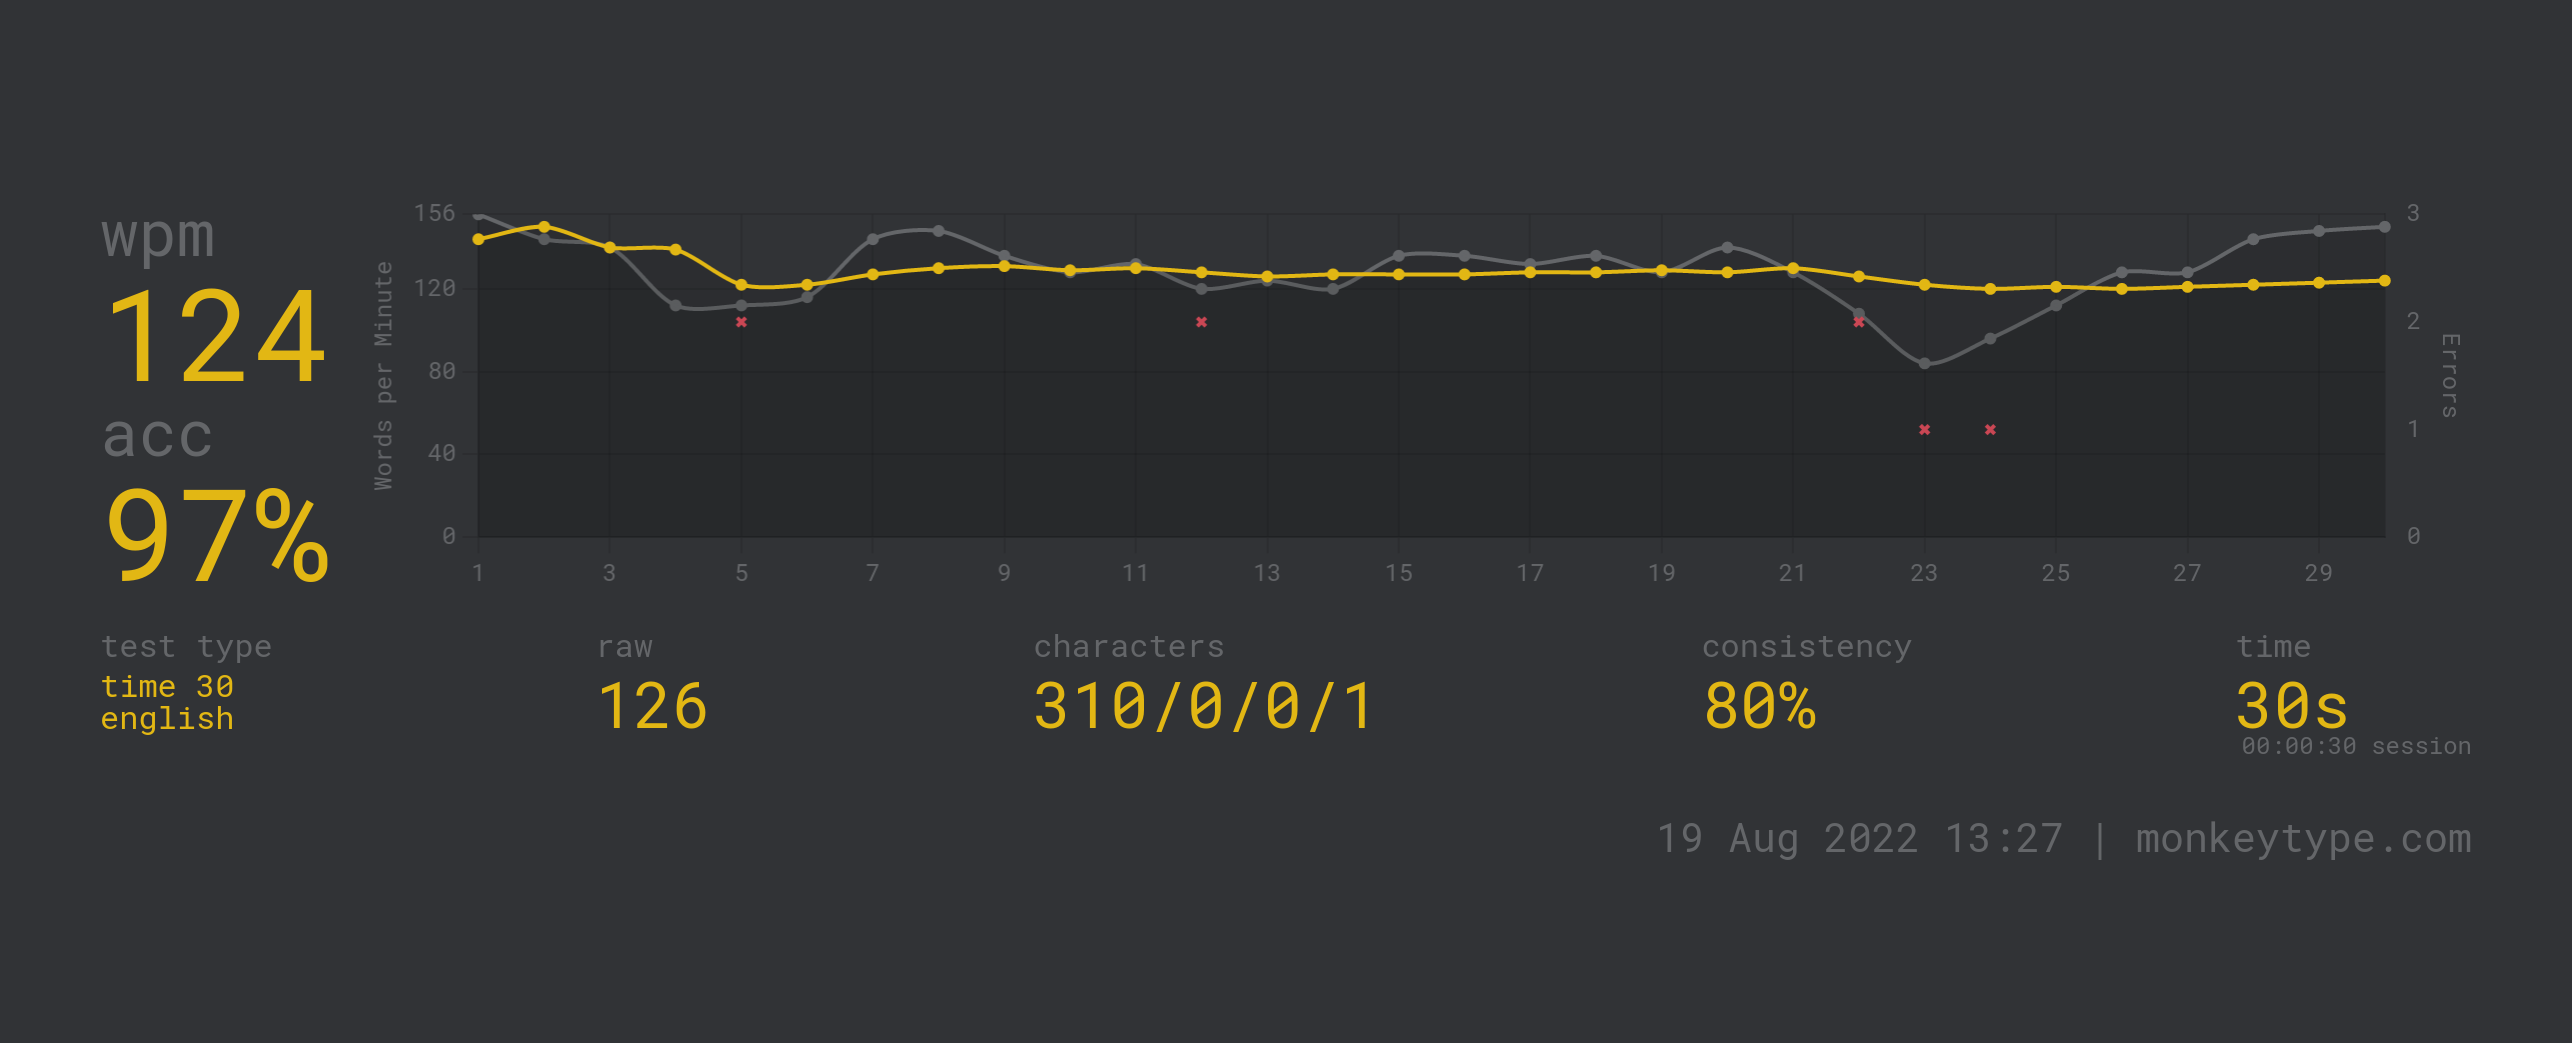 wpm
124
acc
97%
Words per Minute
156
120
80
40
0
3
2
1
0
Errors
1 3 5 7 9 11 13 15 17 19 21 23 25 27 29
test type
time 30
english
raw
126
characters
310/0/0/1
consistency
80%
time
30s
00:00:30 session
19 Aug 2022 13:27 | monkeytype.com